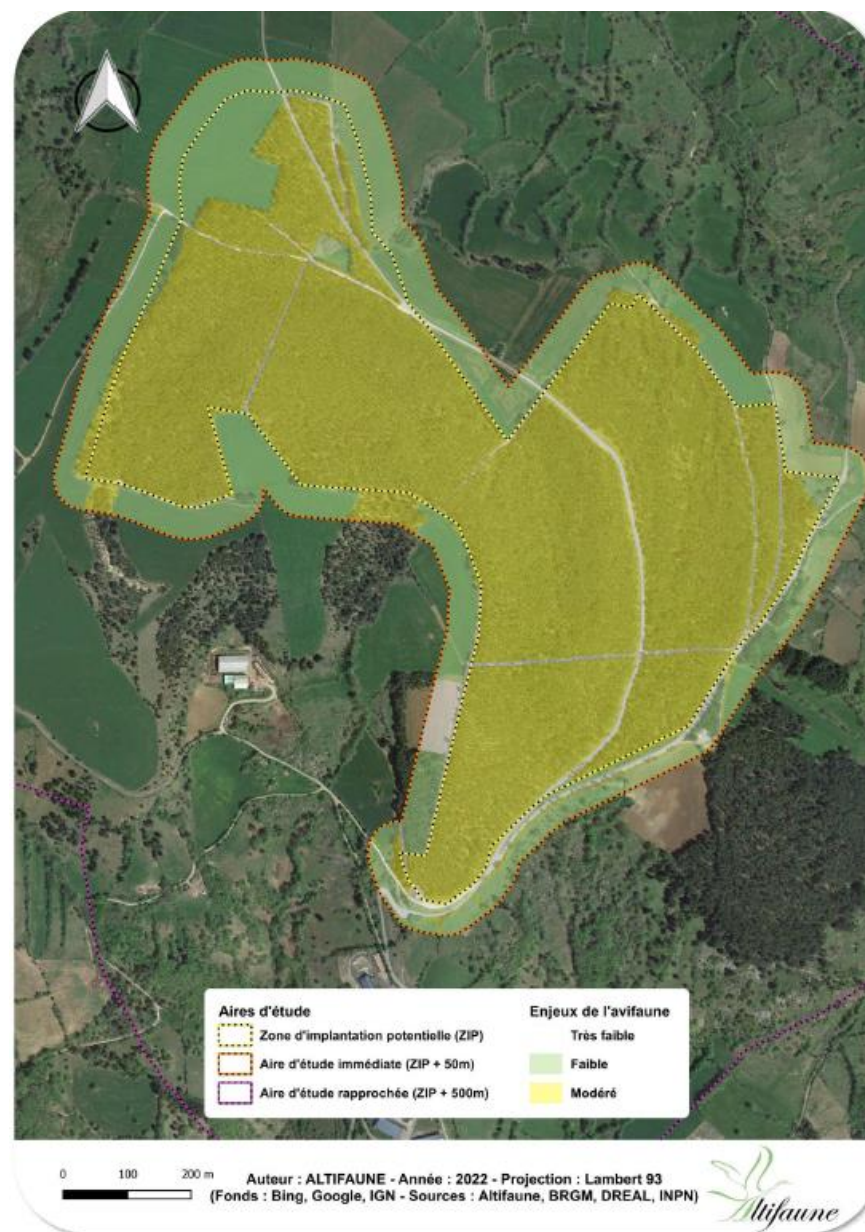 Aires d'étude
Zone d'implantation potentielle (ZIP)
Aire d'étude immédiate (ZIP + 50m)
Aire d'étude rapprochée (ZIP + 500m)
Enjeux de l'avifaune
Très faible
Faible
Modéré
0 100 200 m
Auteur : ALTIFAUNE - Année : 2022 - Projection : Lambert 93
(Fonds : Bing, Google, IGN - Sources : Altifaune, BRGM, DREAL, INPN)
Altifaune